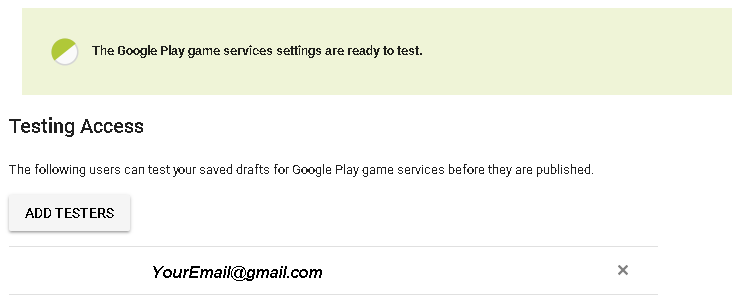 The Google Play game services settings are ready to test.
Testing Access
The following users can test your saved drafts for Google Play game services before they are published.
ADD TESTERS
YourEmail@gmail.com